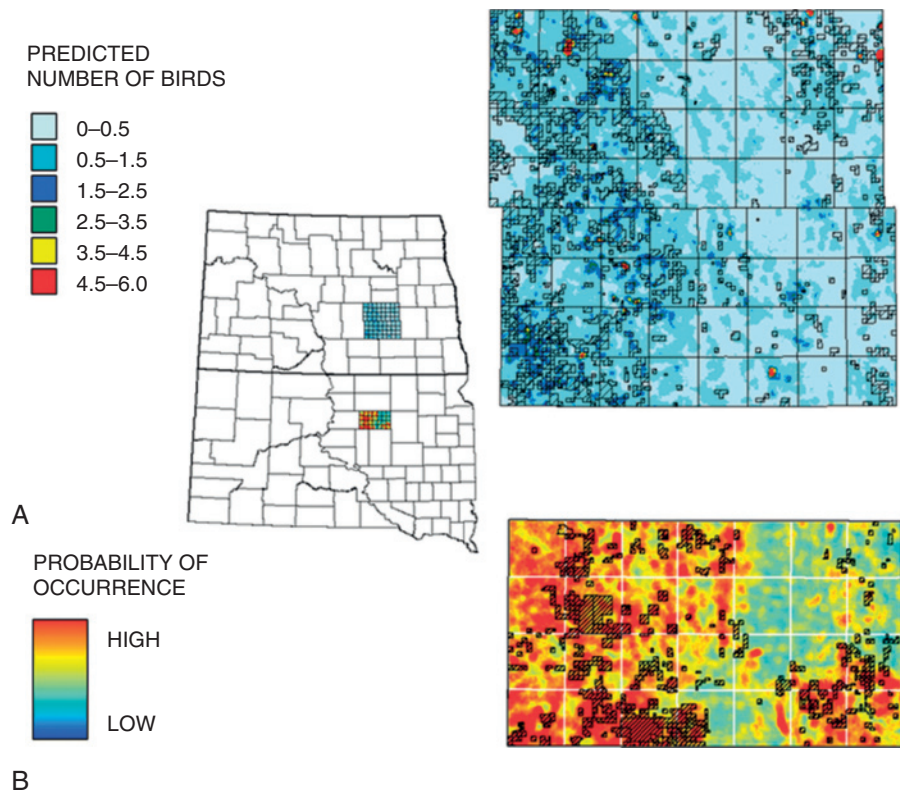 PREDICTED
NUMBER OF BIRDS
0–0.5
0.5–1.5
1.5–2.5
2.5–3.5
3.5–4.5
4.5–6.0
A
PROBABILITY OF
OCCURRENCE
HIGH
LOW
B